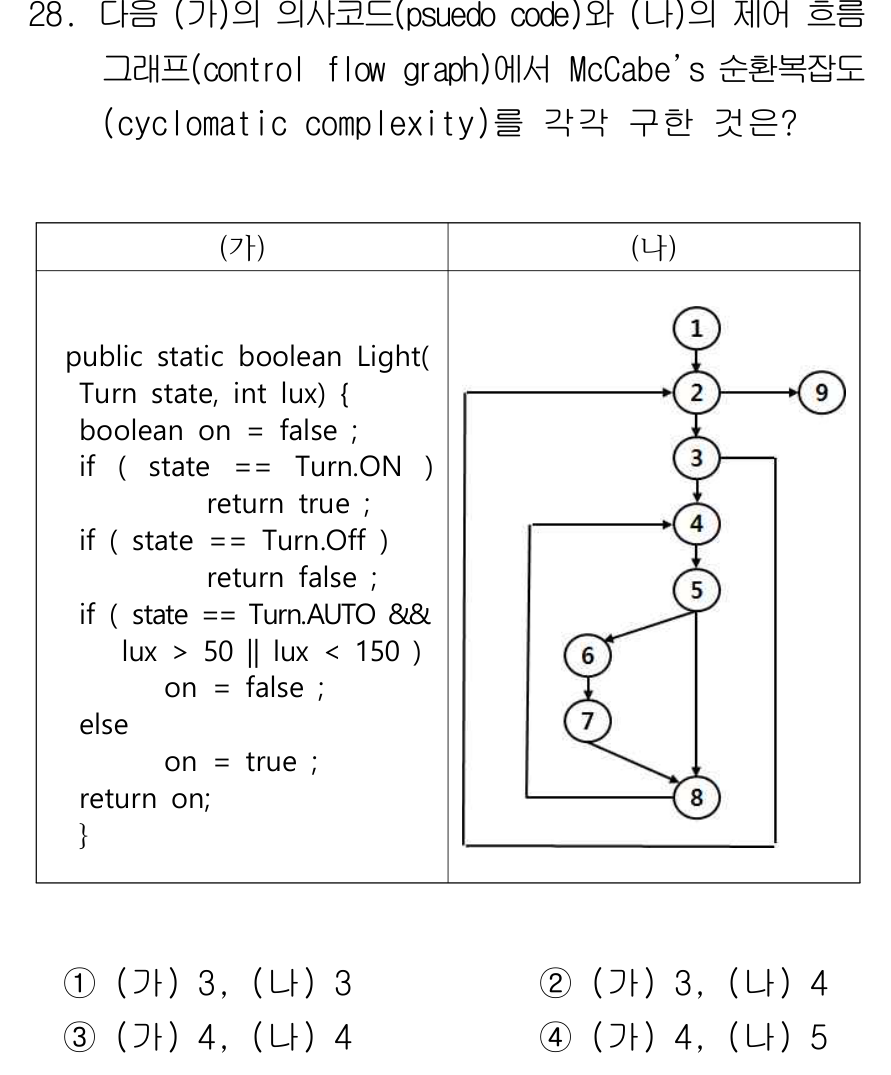 28. 다음 (가)의 의사코드(psuedo code)와 (나)의 제어 흐름
그래프(control flow graph)에서 McCabe's 순환복잡도
(cyclomatic complexity)를 각각 구한 것은?
(가)
(나)
public static boolean Light(
Turn state, int lux) {
boolean on = false ;
if ( state == Turn.ON )
return true ;
if ( state == Turn.Off )
return false ;
if ( state == Turn.AUTO &&
lux > 50 || lux < 150 )
on = false ;
else
on = true ;
return on;
}
1
2
9
3
4
5
6
7
8
① (가) 3, (나) 3
② (가) 3, (나) 4
③ (가) 4, (나) 4
④ (가) 4, (나) 5